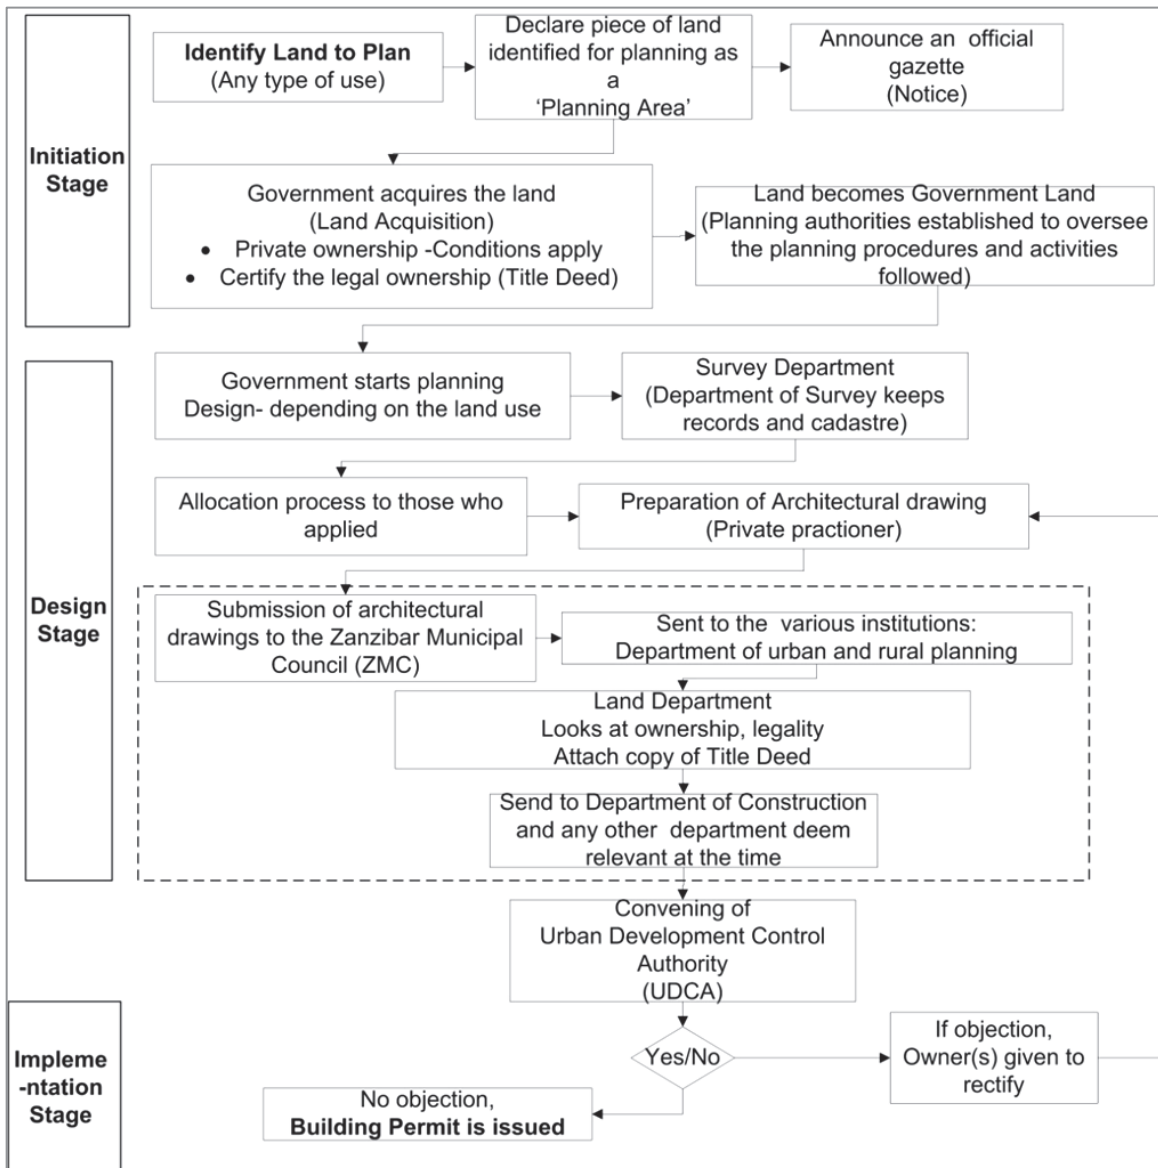 Identify Land to Plan
(Any type of use)
Declare piece of land
identified for planning as
a
‘Planning Area’
Announce an official
gazette
(Notice)
Initiation
Stage
Government acquires the land
(Land Acquisition)
• Private ownership -Conditions apply
• Certify the legal ownership (Title Deed)
Land becomes Government Land
(Planning authorities established to oversee
the planning procedures and activities
followed)
Government starts planning
Design- depending on the land use
Survey Department
(Department of Survey keeps
records and cadastre)
Allocation process to those who
applied
Preparation of Architectural drawing
(Private practioner)
Design
Stage
Submission of architectural
drawings to the Zanzibar Municipal
Council (ZMC)
Sent to the various institutions:
Department of urban and rural planning
Land Department
Looks at ownership, legality
Attach copy of Title Deed
Send to Department of Construction
and any other department deem
relevant at the time
Convening of
Urban Development Control
Authority
(UDCA)
Impleme
-ntation
Stage
Yes/No
If objection,
Owner(s) given to
rectify
No objection,
Building Permit is issued